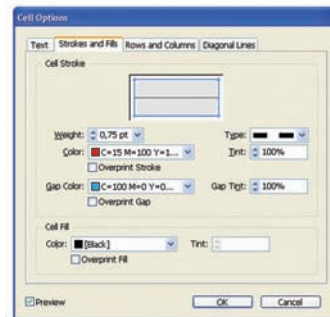 Cell Options
Text Strokes and Fills Rows and Columns Diagonal Lines
Cell Stroke
Weight: 0,75 pt Type:
Color: C=15 M=100 Y=1... Tint: 100%
Overprint Stroke
Gap Color: C=100 M=0 Y=0... Gap Tint: 100%
Overprint Gap
Cell Fill
Color: [Black] Tint:
Overprint Fill
Preview OK Cancel